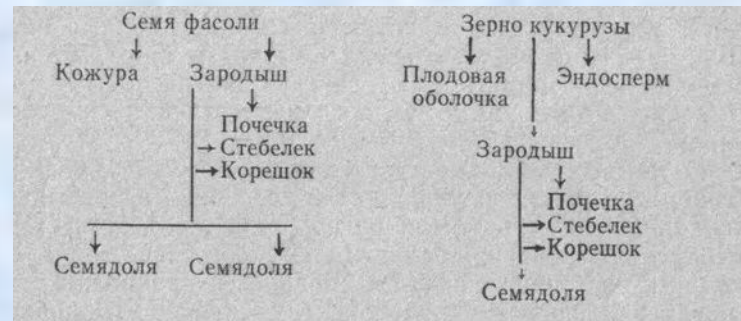 Семя фасоли
Кожура Зародыш
Почечка
Стебелек
Корешок
Семядоля Семядоля
Зерно кукурузы
Плодовая
оболочка
Эндосперм
Зародыш
Почечка
Стебелек
Корешок
Семядоля